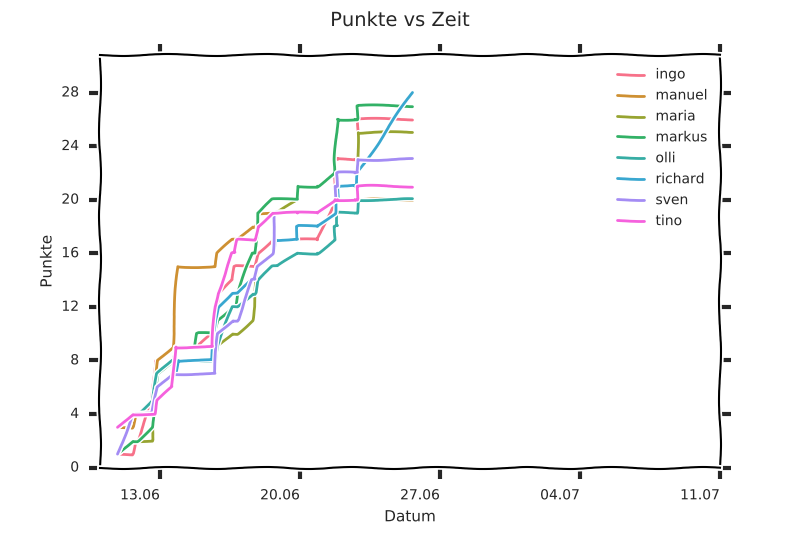 Punkte vs Zeit
ingo
manuel
maria
markus
olli
richard
sven
tino
28
24
20
16
12
8
4
0
Punkte
13.06 20.06 27.06 04.07 11.07
Datum